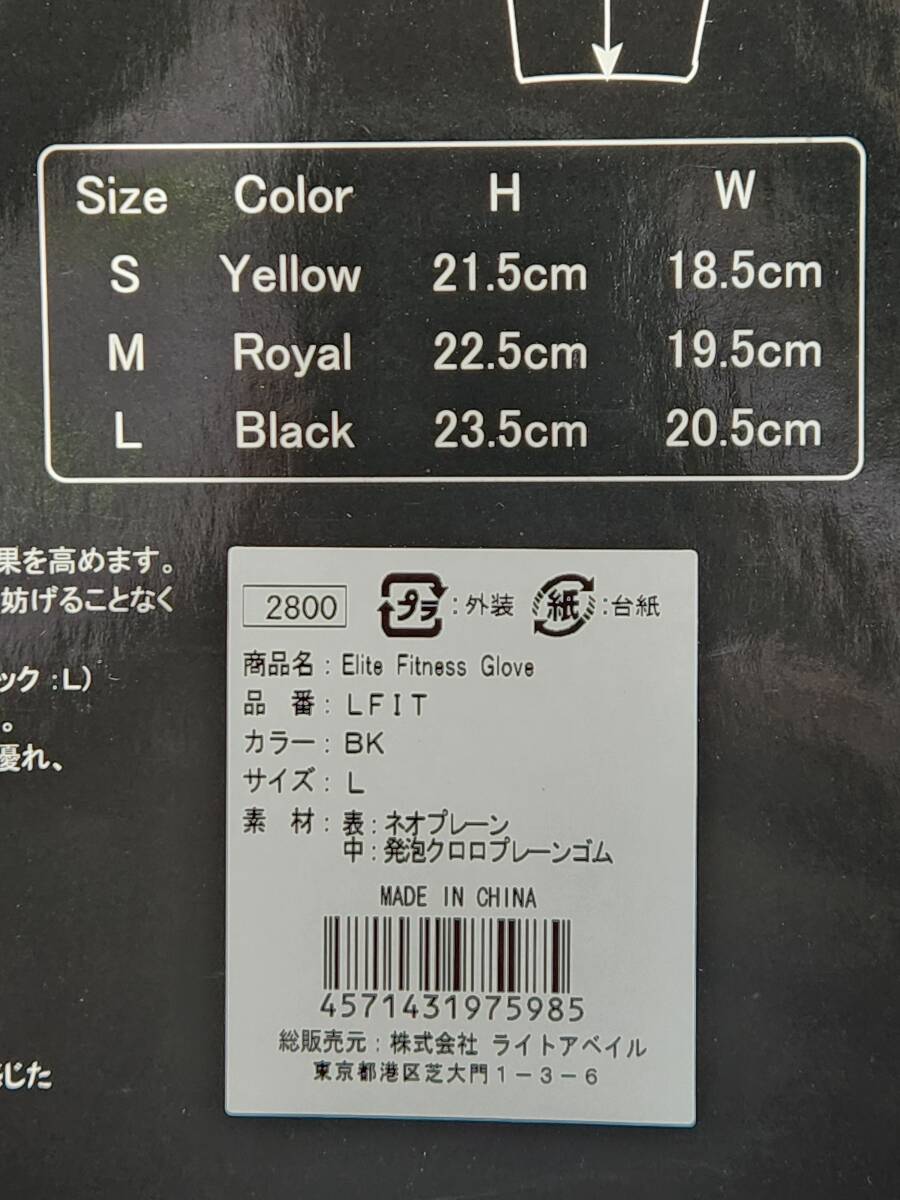 Size Color H W
S Yellow 21.5cm 18.5cm
M Royal 22.5cm 19.5cm
L Black 23.5cm 20.5cm
果を高めます。
妨げることなく
ック :L)
。
優れ、
じた
2800 プラ :外装 紙 :台紙
商品名 : Elite Fitness Glove
品 番 : LFIT
カラー : BK
サイズ : L
素 材 : 表 : ネオプレーン
中 : 発泡クロロプレーンゴム
MADE IN CHINA
4571431975985
総販売元 : 株式会社 ライトアベイル
東京都港区芝大門1-3-6